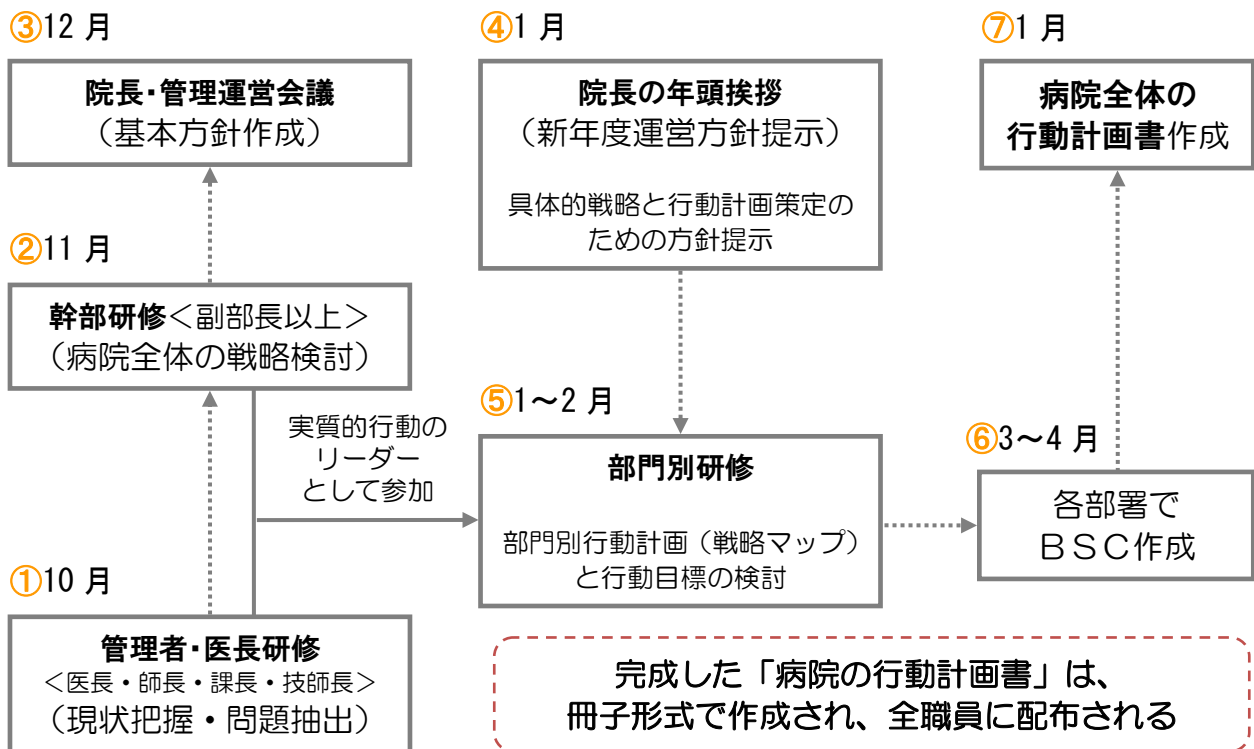 ③12 月
院長・管理運営会議
（基本方針作成）
②11 月
幹部研修＜副部長以上＞
（病院全体の戦略検討）
実質的行動の
リーダー
として参加
①10 月
管理者・医長研修
＜医長・師長・課長・技師長＞
（現状把握・問題抽出）
④1 月
院長の年頭挨拶
（新年度運営方針提示）
具体的戦略と行動計画策定の
ための方針提示
⑤1～2 月
部門別研修
部門別行動計画（戦略マップ）
と行動目標の検討
⑥3～4 月
各部署で
ＢＳＣ作成
⑦1 月
病院全体の
行動計画書作成
完成した「病院の行動計画書」は、
冊子形式で作成され、全職員に配布される